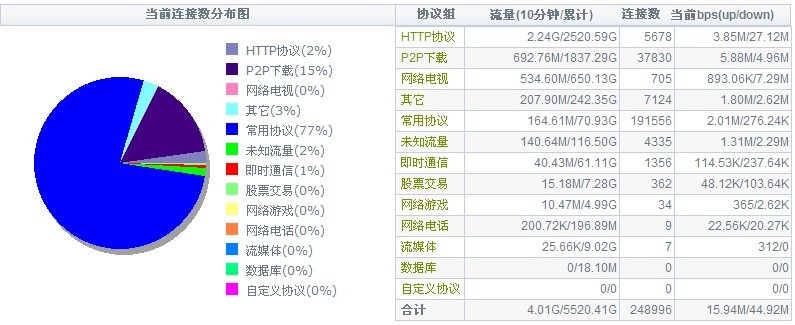 当前连接数分布图
HTTP协议(2%)
P2P下载(15%)
网络电视(0%)
其它(3%)
常用协议(77%)
未知流量(2%)
即时通信(1%)
股票交易(0%)
网络游戏(0%)
网络电话(0%)
流媒体(0%)
数据库(0%)
自定义协议(0%)
协议组 流量(10分钟/累计) 连接数 当前bps(up/down)
HTTP协议 2.24G/2520.59G 5678 3.85M/27.12M
P2P下载 692.76M/1837.29G 37830 5.88M/4.96M
网络电视 534.60M/650.13G 705 893.06K/7.29M
其它 207.90M/242.35G 7124 1.80M/2.62M
常用协议 164.61M/70.93G 191556 2.01M/276.24K
未知流量 140.64M/116.50G 4335 1.31M/2.29M
即时通信 40.43M/61.11G 1356 114.53K/237.64K
股票交易 15.18M/7.28G 362 48.12K/103.64K
网络游戏 10.47M/4.99G 34 365/2.62K
网络电话 200.72K/196.89M 9 22.56K/20.27K
流媒体 25.66K/9.02G 7 312/0
数据库 0/18.10M 0 0/0
自定义协议 0/0 0 0/0
合计 4.01G/5520.41G 248996 15.94M/44.92M